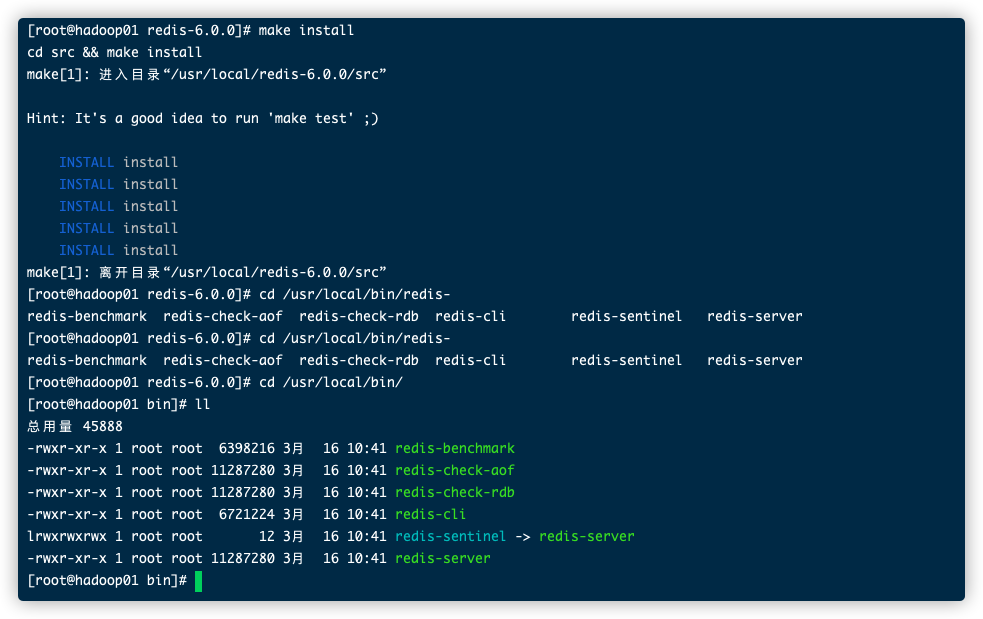 [root@hadoop01 redis-6.0.0]# make install
cd src && make install
make[1]: 进入目录“/usr/local/redis-6.0.0/src”
Hint: It's a good idea to run 'make test' ;)
INSTALL install
INSTALL install
INSTALL install
INSTALL install
INSTALL install
make[1]: 离开目录“/usr/local/redis-6.0.0/src”
[root@hadoop01 redis-6.0.0]# cd /usr/local/bin/redis-
redis-benchmark  redis-check-aof  redis-check-rdb  redis-cli        redis-sentinel   redis-server
[root@hadoop01 redis-6.0.0]# cd /usr/local/bin/redis-
redis-benchmark  redis-check-aof  redis-check-rdb  redis-cli        redis-sentinel   redis-server
[root@hadoop01 redis-6.0.0]# cd /usr/local/bin/
[root@hadoop01 bin]# ll
总用量 45888
-rwxr-xr-x 1 root root  6398216 3月  16 10:41 redis-benchmark
-rwxr-xr-x 1 root root 11287280 3月  16 10:41 redis-check-aof
-rwxr-xr-x 1 root root 11287280 3月  16 10:41 redis-check-rdb
-rwxr-xr-x 1 root root  6721224 3月  16 10:41 redis-cli
lrwxrwxrwx 1 root root       12 3月  16 10:41 redis-sentinel -> redis-server
-rwxr-xr-x 1 root root 11287280 3月  16 10:41 redis-server
[root@hadoop01 bin]#